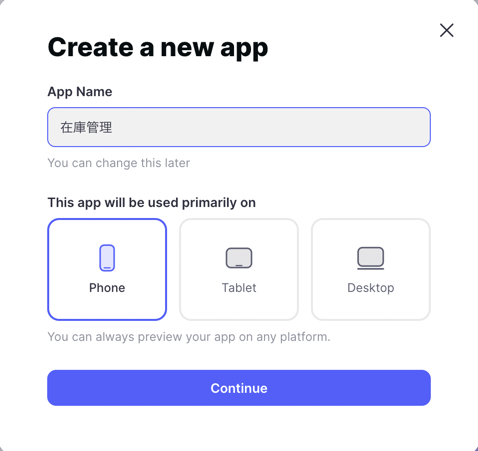 Create a new app
App Name
在庫管理
You can change this later
This app will be used primarily on
Phone
Tablet
Desktop
You can always preview your app on any platform.
Continue